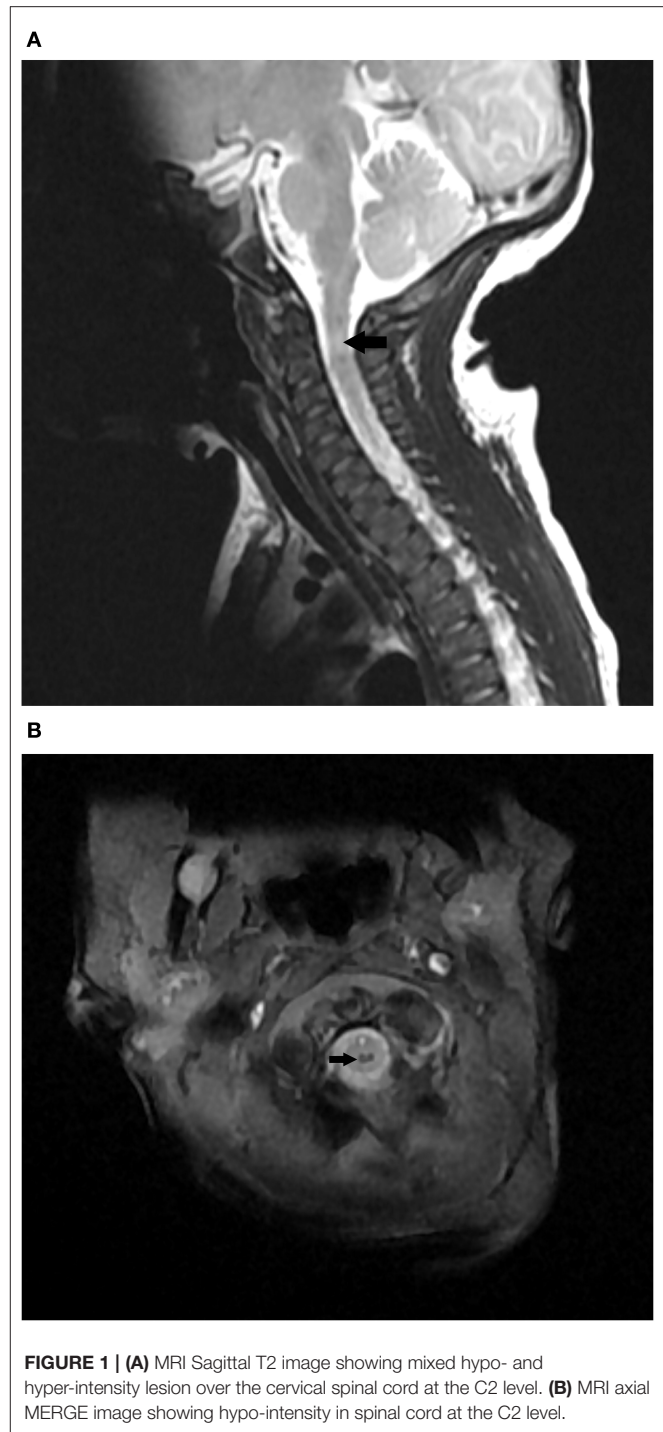 A
B
FIGURE 1 | (A) MRI Sagittal T2 image showing mixed hypo- and
hyper-intensity lesion over the cervical spinal cord at the C2 level. (B) MRI axial
MERGE image showing hypo-intensity in spinal cord at the C2 level.